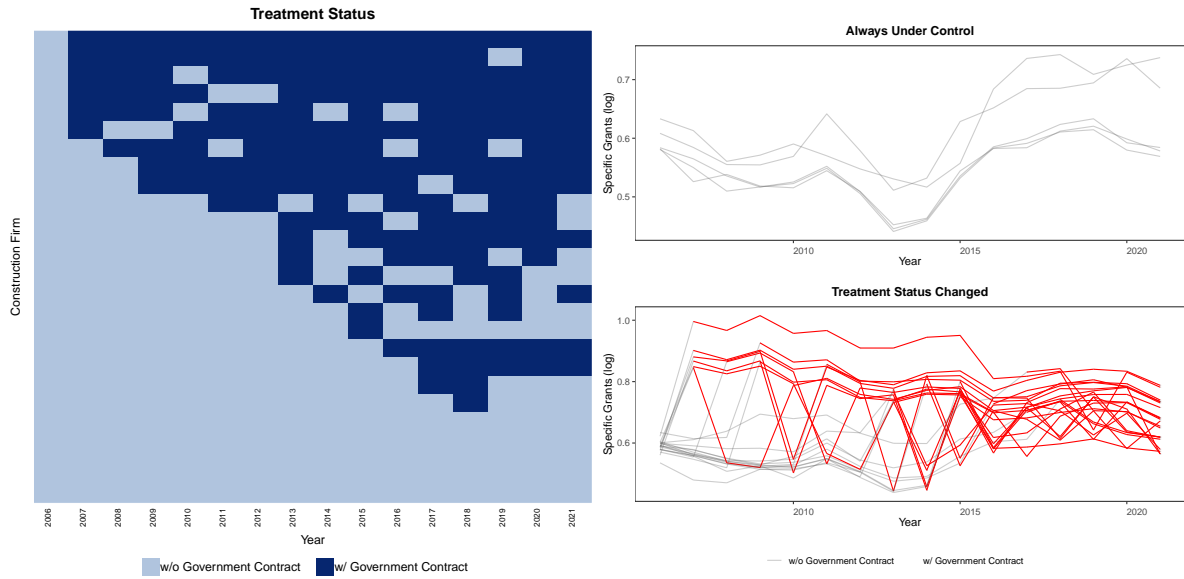 Treatment Status
Construction Firm
2006 2007 2008 2009 2010 2011 2012 2013 2014 2015 2016 2017 2018 2019 2020 2021
Year
w/o Government Contract w/ Government Contract
Always Under Control
Specific Grants (log)
0.7
0.6
0.5
2010 2015 2020
Year
Treatment Status Changed
Specific Grants (log)
1.0
0.8
0.6
2010 2015 2020
Year
w/o Government Contract w/ Government Contract